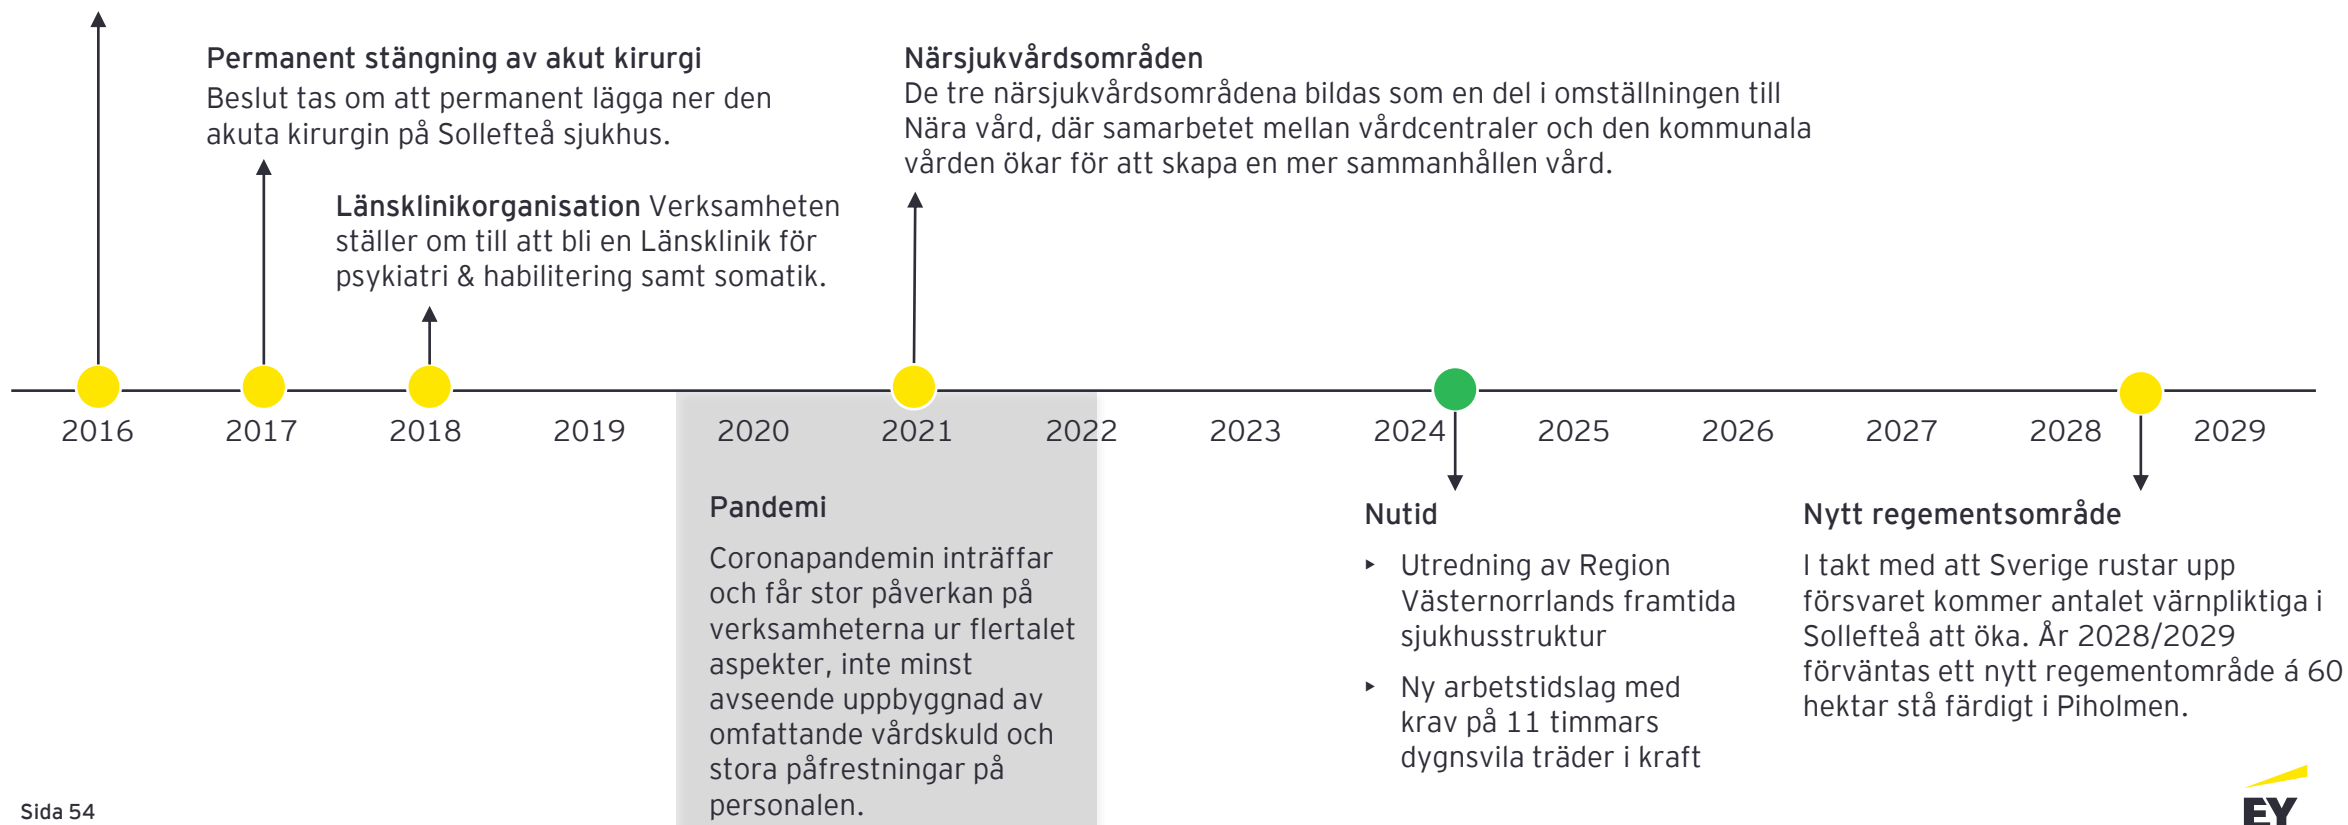 Permanent stängning av akut kirurgi
Beslut tas om att permanent lägga ner den
akuta kirurgin på Sollefteå sjukhus.
Länsklinikorganisation Verksamheten
ställer om till att bli en Länsklinik för
psykiatri & habilitering samt somatik.
Närsjukvårdsområden
De tre närsjukvårdsområdena bildas som en del i omställningen till
Nära vård, där samarbetet mellan vårdcentraler och den kommunala
vården ökar för att skapa en mer sammanhållen vård.
2016 2017 2018 2019 2020 2021 2022 2023 2024 2025 2026 2027 2028 2029
Pandemi
Coronapandemin inträffar
och får stor påverkan på
verksamheterna ur flertalet
aspekter, inte minst
avseende uppbyggnad av
omfattande vårdskuld och
stora påfrestningar på
personalen.
Nutid
▸ Utredning av Region
Västernorrlands framtida
sjukhusstruktur
▸ Ny arbetstidslag med
krav på 11 timmars
dygnsvila träder i kraft
Nytt regementsområde
I takt med att Sverige rustar upp
försvaret kommer antalet värnpliktiga i
Sollefteå att öka. År 2028/2029
förväntas ett nytt regementområde á 60
hektar stå färdigt i Piholmen.
Sida 54
EY